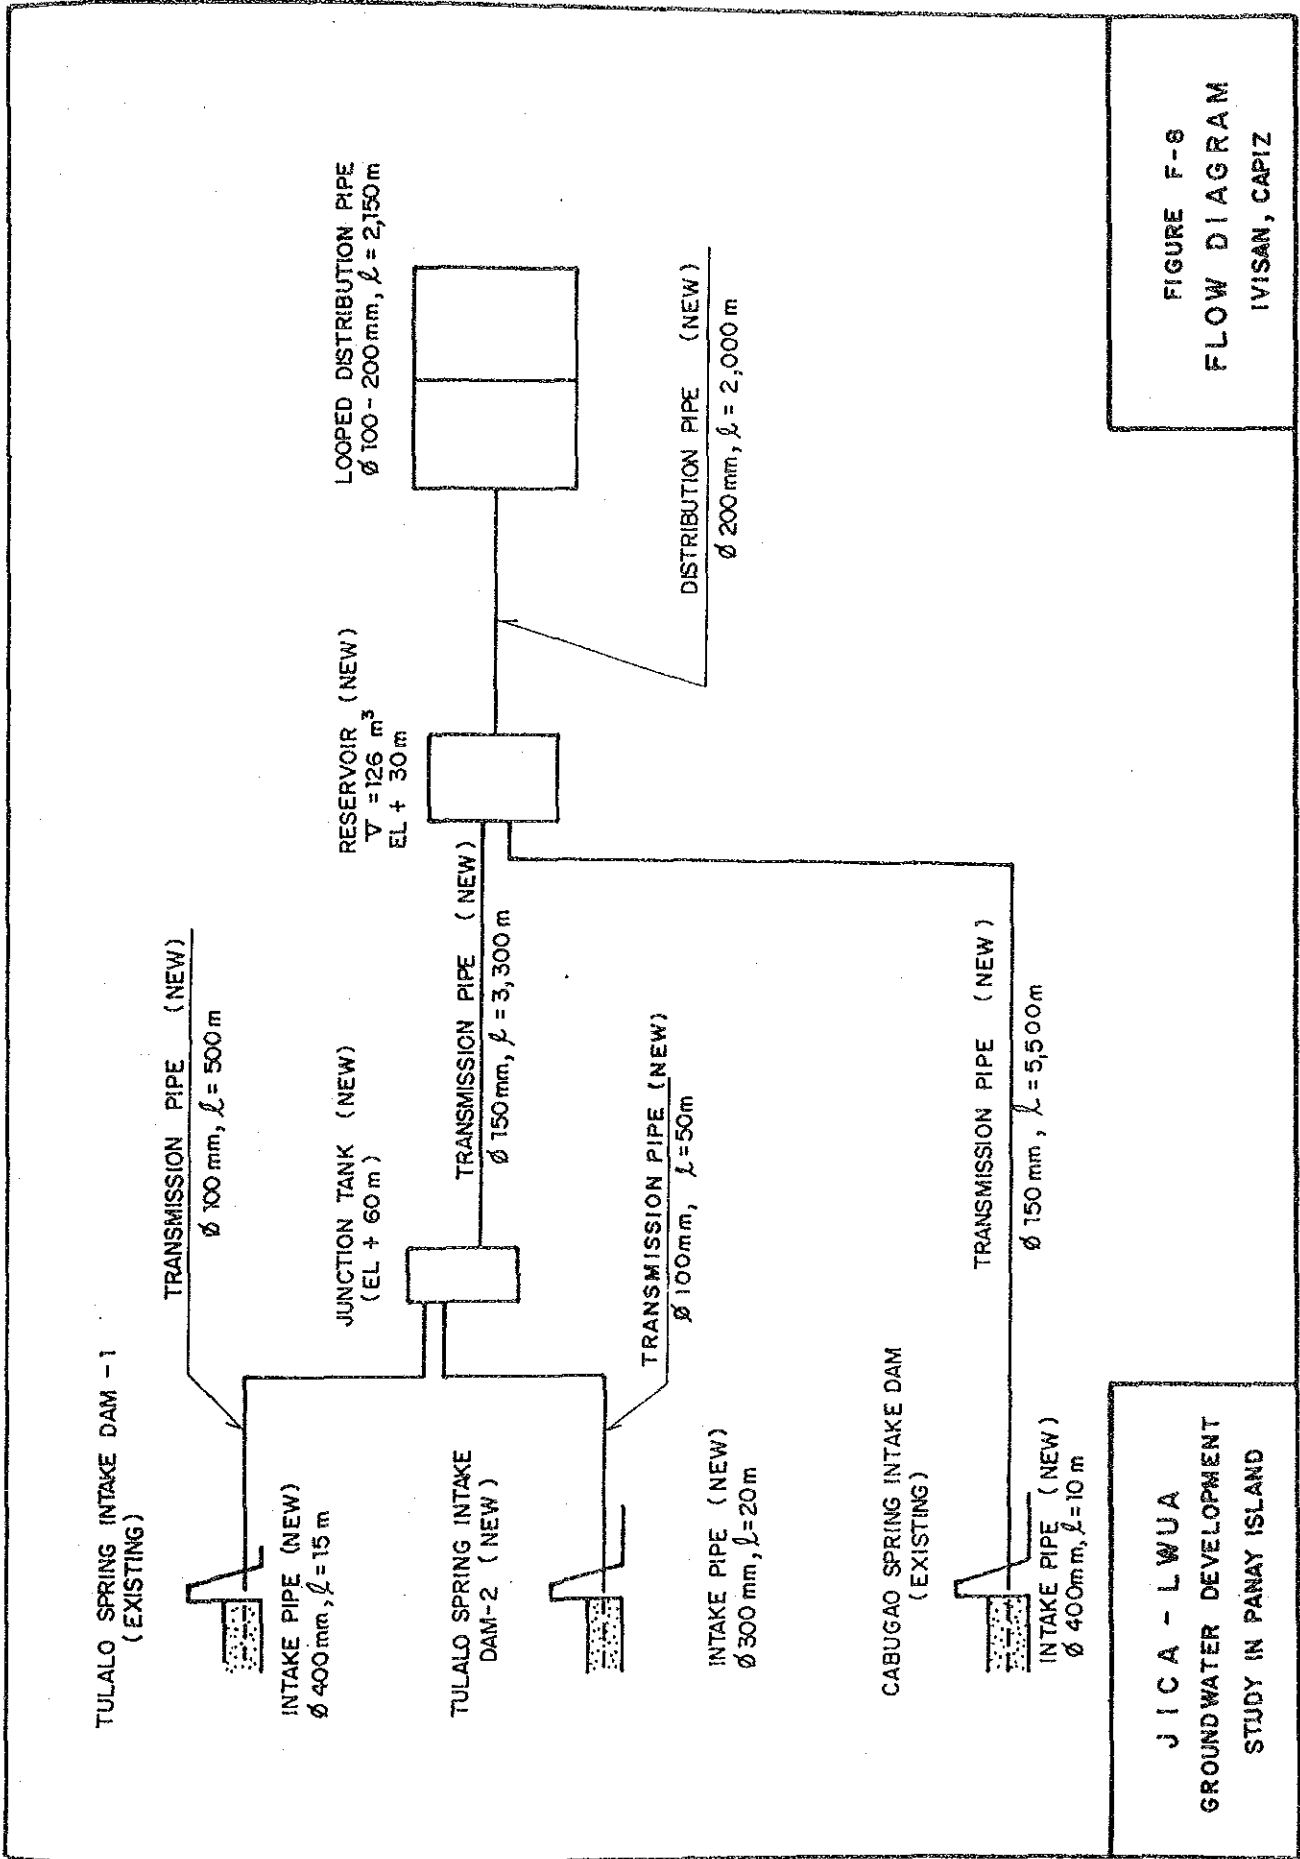 TULALO SPRING INTAKE DAM - 1
(EXISTING)
TRANSMISSION PIPE (NEW)
Ø 100 mm, ℓ = 500 m
INTAKE PIPE (NEW)
Ø 400 mm, ℓ = 15 m
JUNCTION TANK (NEW)
(EL + 60 m)
RESERVOIR (NEW)
V = 126 m³
EL + 30 m
LOOPED DISTRIBUTION PIPE
Ø 100 - 200 mm, ℓ = 2,150 m
TULALO SPRING INTAKE
DAM-2 (NEW)
TRANSMISSION PIPE (NEW)
Ø 150 mm, ℓ = 3,300 m
TRANSMISSION PIPE (NEW)
Ø 100 mm, ℓ = 50 m
DISTRIBUTION PIPE (NEW)
Ø 200 mm, ℓ = 2,000 m
INTAKE PIPE (NEW)
Ø 300 mm, ℓ = 20 m
CABUGAO SPRING INTAKE DAM
(EXISTING)
TRANSMISSION PIPE (NEW)
Ø 150 mm, ℓ = 5,500 m
INTAKE PIPE (NEW)
Ø 400 mm, ℓ = 10 m
JICA - LWUA
GROUNDWATER DEVELOPMENT
STUDY IN PANAY ISLAND
FIGURE F-8
FLOW DIAGRAM
IVISAN, CAPIZ